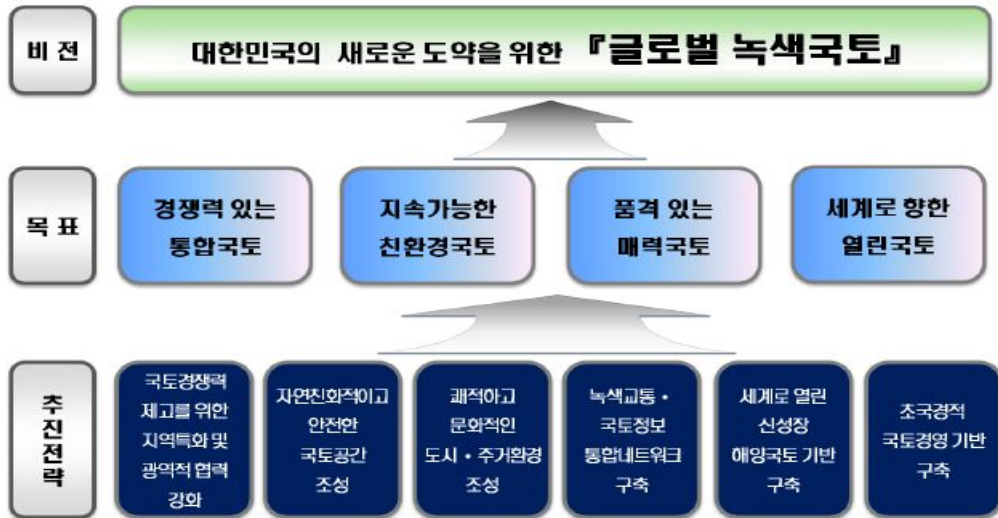 비 전
대한민국의 새로운 도약을 위한 『글로벌 녹색국토』
목 표
경쟁력 있는
통합국토
지속가능한
친환경국토
품격 있는
매력국토
세계로 향한
열린국토
추진전략
국토경쟁력
제고를 위한
지역특화 및
광역적 협력
강화
자연친화적이고
안전한
국토공간
조성
쾌적하고
문화적인
도시・주거환경
조성
녹색교통・
국토정보
통합네트워크
구축
세계로 열린
신성장
해양국토 기반
구축
초국경적
국토경영 기반
구축